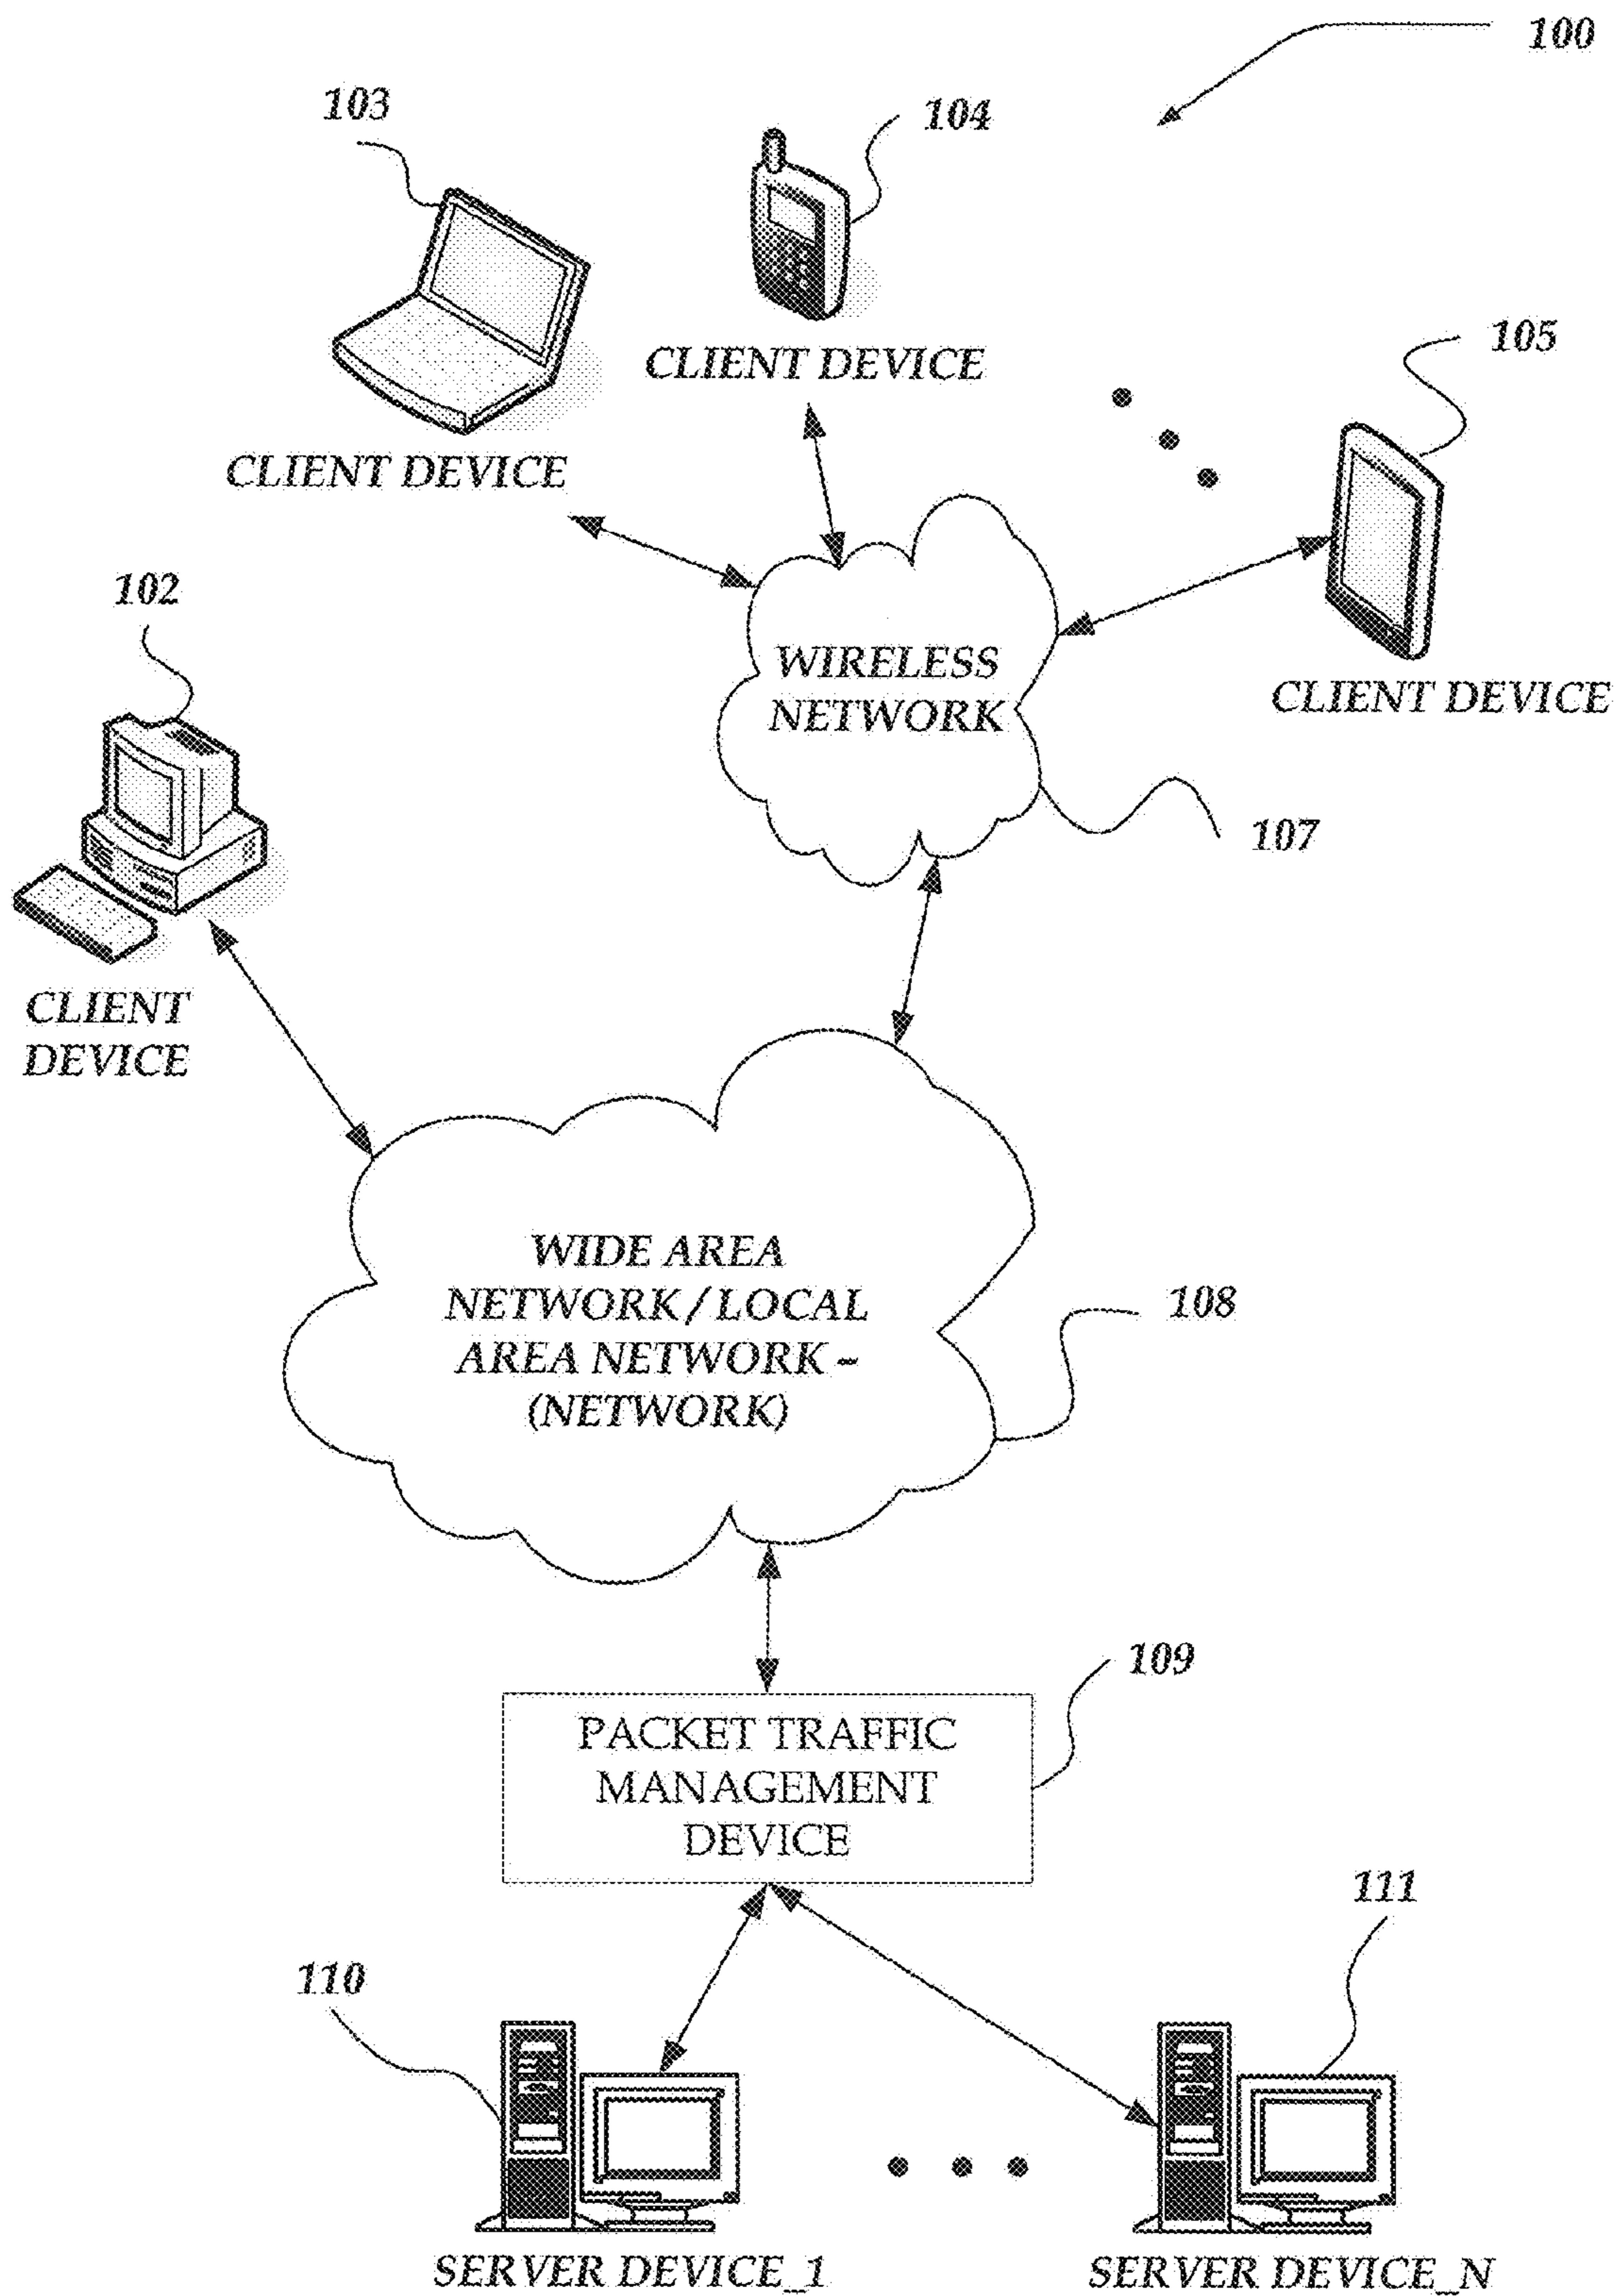 100
103
104
CLIENT DEVICE
105
CLIENT DEVICE
102
WIRELESS
NETWORK
CLIENT DEVICE
107
CLIENT
DEVICE
WIDE AREA
NETWORK / LOCAL
AREA NETWORK –
(NETWORK)
108
109
PACKET TRAFFIC
MANAGEMENT
DEVICE
111
110
SERVER DEVICE_1
SERVER DEVICE_N